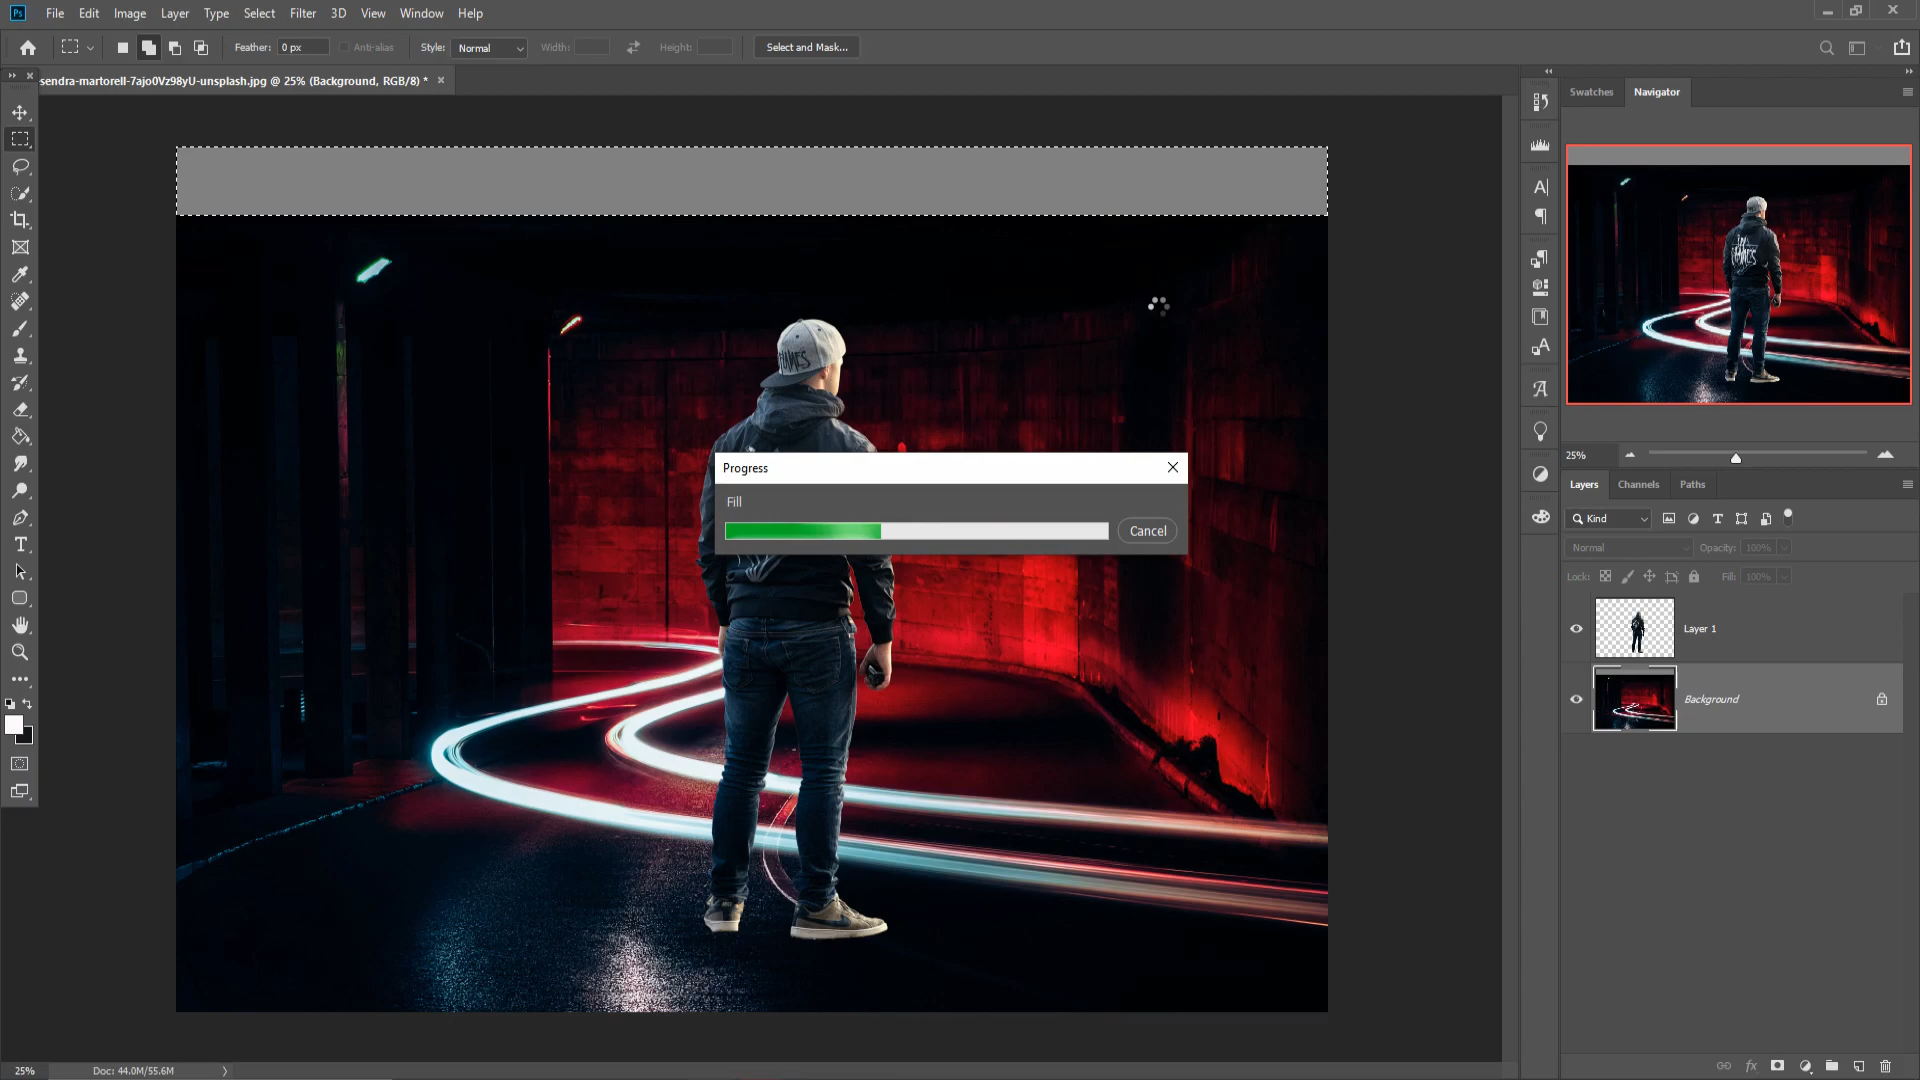 Ps File Edit Image Layer Type Select Filter 3D View Window Help
Feather: 0 px Anti-alias Style: Normal Width: Height: Select and Mask...
sendra-martorell-7ajo0Vz98yU-unsplash.jpg @ 25% (Background, RGB/8) *
Swatches Navigator
25%
Layers Channels Paths
Kind
Normal Opacity: 100%
Lock: Fill: 100%
Layer 1
Background
Progress
Fill
Cancel
25% Doc: 44.0M/55.6M